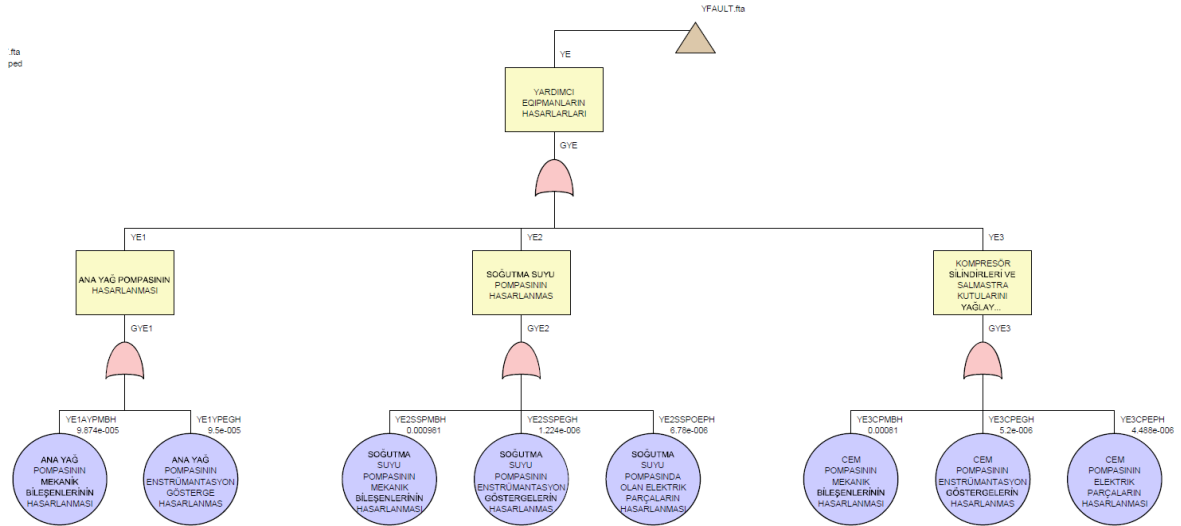 YFAULT.fta
.fta
ped
YE
YARDIMCI
EQIPMANLARIN
HASARLARLARI
GYE
YE1
YE2
YE3
ANA YAĞ POMPASININ
HASARLANMASI
SOĞUTMA SUYU
POMPASININ
HASARLANMAS
KOMPRESÖR
SİLİNDİRLERİ VE
SALMASTRA
KUTULARINI
YAĞLAY...
GYE1
GYE2
GYE3
YE1AYPMBH
9.874e-005
ANA YAĞ
POMPASININ
MEKANİK
BİLEŞENLERİNİN
HASARLANMASI
YE1YPEGH
9.5e-005
ANA YAĞ
POMPASININ
ENSTRÜMANTASYON
GÖSTERGE
HASARLANMAS
YE2SSPMBH
0.000981
SOĞUTMA
SUYU
POMPASININ
MEKANİK
BİLEŞENLERİNİN
HASARLANMASI
YE2SSPEGH
1.224e-006
SOĞUTMA
SUYU
POMPASININ
ENSTRÜMANTASYON
GÖSTERGELERİN
HASARLANMASI
YE2SSPOEPH
6.78e-006
SOĞUTMA
SUYU
POMPASINDA
OLAN ELEKTRIK
PARÇALARIN
HASARLANMASI
YE3CPMBH
0.00081
CEM
POMPASININ
MEKANİK
BİLEŞENLERİNİN
HASARLANMASI
YE3CPEGH
5.2e-006
CEM
POMPASININ
ENSTRÜMANTASYON
GÖSTERGELERİN
HASARLANMAS
YE3CPEPH
4.488e-006
CEM
POMPASININ
ELEKTRIK
PARÇALARIN
HASARLANMASI